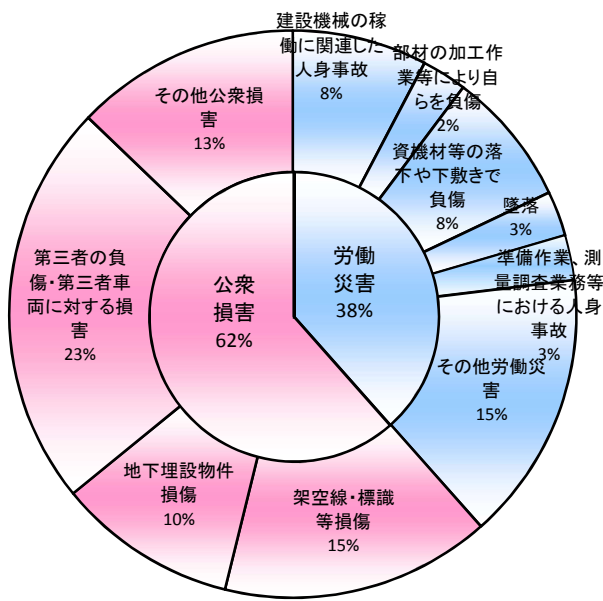 建設機械の稼
働に関連した
人身事故
8%
部材の加工作
業等により自
らを負傷
2%
資機材等の落
下や下敷きで
負傷
8%
墜落
3%
準備作業、測
量調査業務等
における人身
事故
3%
その他労働災
害
15%
架空線・標識
等損傷
15%
地下埋設物件
損傷
10%
第三者の負
傷・第三者車
両に対する損
害
23%
その他公衆損
害
13%
労働
災害
38%
公衆
損害
62%